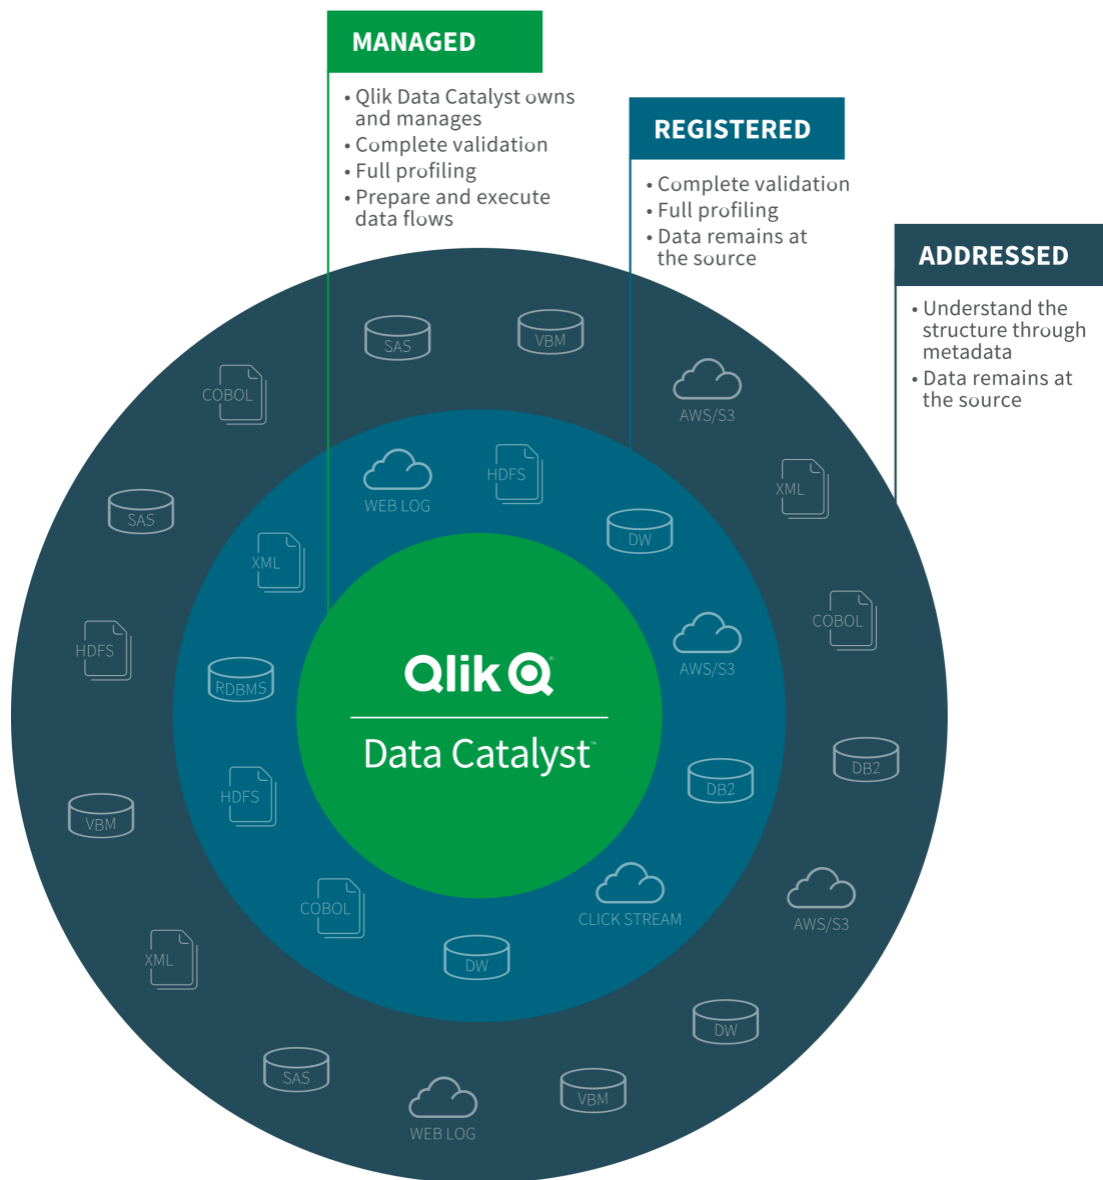 MANAGED
• Qlik Data Catalyst owns
and manages
• Complete validation
• Full profiling
• Prepare and execute
data flows
REGISTERED
• Complete validation
• Full profiling
• Data remains at
the source
ADDRESSED
• Understand the
structure through
metadata
• Data remains at
the source
SAS
VBM
COBOL
AWS/S3
WEB LOG
HDFS
XML
SAS
DW
XML
COBOL
HDFS
AWS/S3
RDBMS
Qlik
Data Catalyst™
DB2
DB2
HDFS
VBM
COBOL
CLICK STREAM
AWS/S3
XML
DW
DW
SAS
VBM
WEB LOG